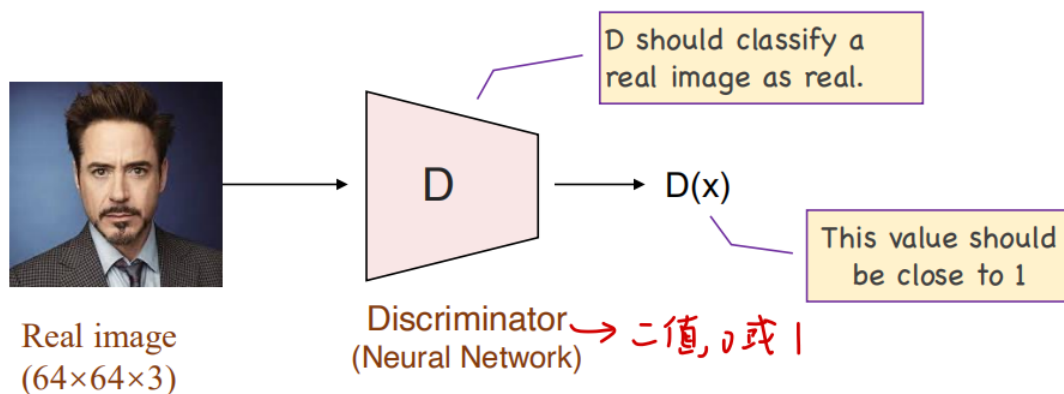 D should classify a
real image as real.
D
D(x)
This value should
be close to 1
Real image
(64×64×3)
Discriminator → 二值, 0或 1
(Neural Network)